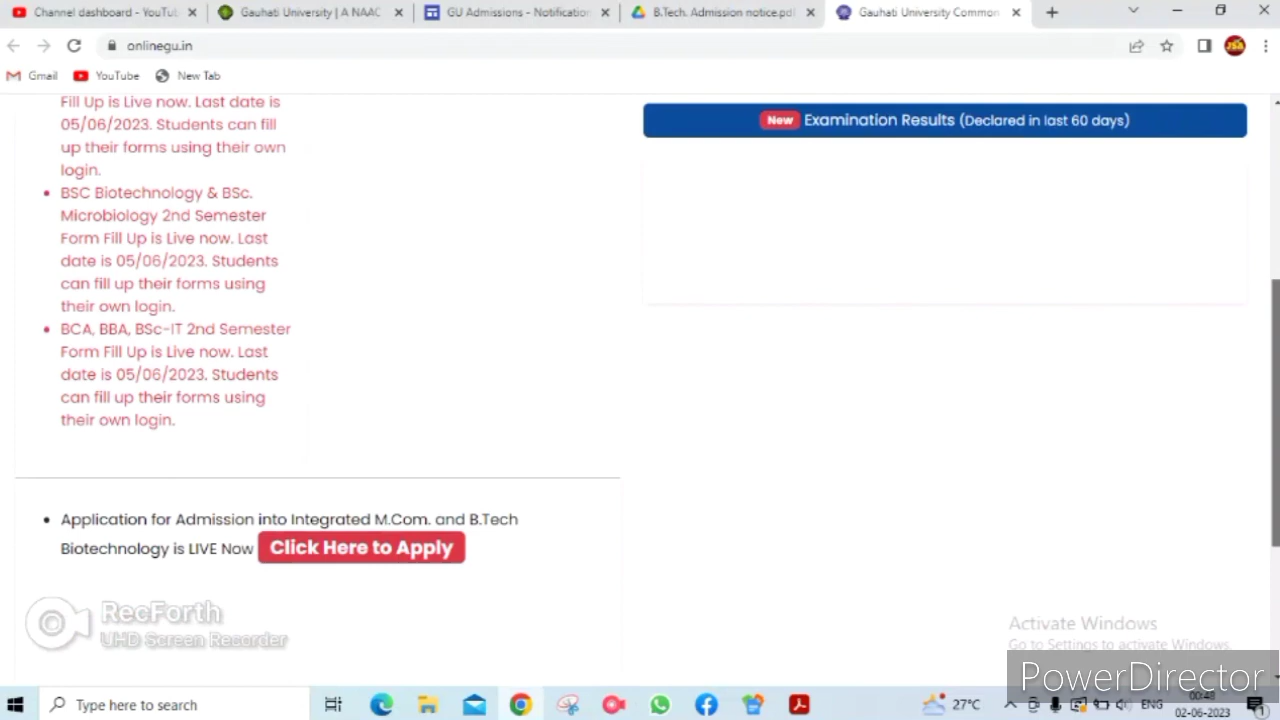 Channel dashboard - YouTu
Gauhati University | A NAAC
GU Admissions - Notification
B.Tech. Admission notice.pdf
Gauhati University Common
onlinegu.in
JSA
Gmail
YouTube
New Tab
Fill Up is Live now. Last date is
05/06/2023. Students can fill
up their forms using their own
login.
BSC Biotechnology & BSc.
Microbiology 2nd Semester
Form Fill Up is Live now. Last
date is 05/06/2023. Students
can fill up their forms using
their own login.
BCA, BBA, BSc-IT 2nd Semester
Form Fill Up is Live now. Last
date is 05/06/2023. Students
can fill up their forms using
their own login.
New Examination Results (Declared in last 60 days)
Application for Admission into Integrated M.Com. and B.Tech
Biotechnology is LIVE Now Click Here to Apply
RecForth
UHD Screen Recorder
Activate Windows
Go to Settings to activate Windows.
PowerDirector
Type here to search
27°C
ENG
02-06-2023